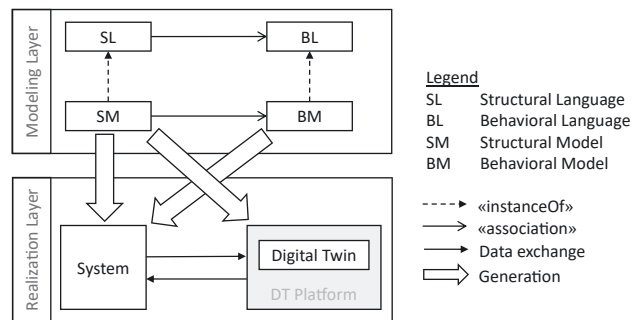 Modeling Layer
SL
BL
SM
BM
Realization Layer
System
Digital Twin
DT Platform
Legend
SL Structural Language
BL Behavioral Language
SM Structural Model
BM Behavioral Model
«instanceOf»
«association»
Data exchange
Generation